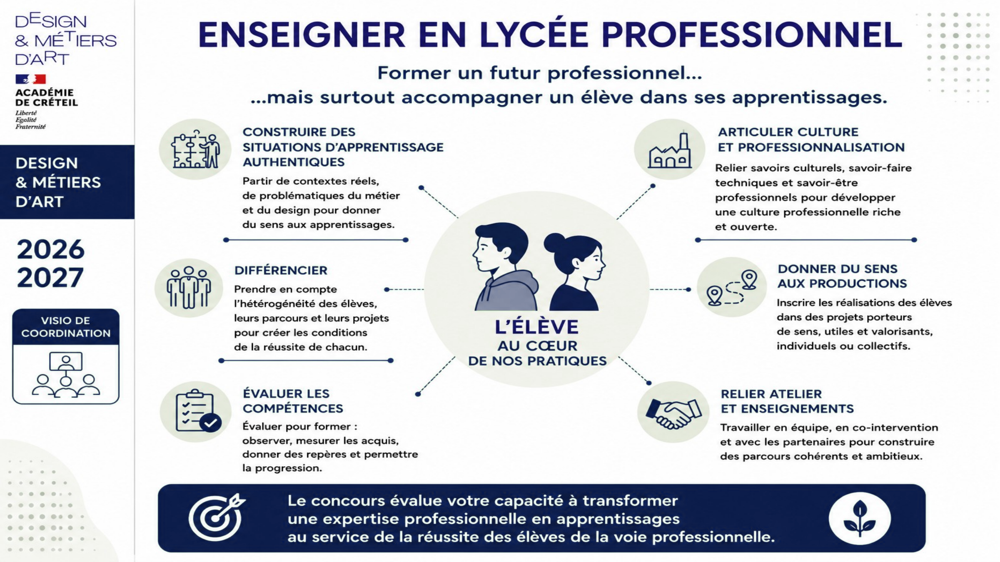 DESIGN
& MÉTIERS
D'ART
ACADÉMIE
DE CRÉTEIL
Liberté
Égalité
Fraternité
DESIGN
& MÉTIERS
D'ART
2026
2027
VISIO DE
COORDINATION
ENSEIGNER EN LYCÉE PROFESSIONNEL
Former un futur professionnel...
...mais surtout accompagner un élève dans ses apprentissages.
CONSTRUIRE DES
SITUATIONS D'APPRENTISSAGE
AUTHENTIQUES
Partir de contextes réels,
de problématiques du métier
et du design pour donner
du sens aux apprentissages.
DIFFÉRENCIER
Prendre en compte
l'hétérogénéité des élèves,
leurs parcours et leurs projets
pour créer les conditions
de la réussite de chacun.
ÉVALUER LES
COMPÉTENCES
Évaluer pour former :
observer, mesurer les acquis,
donner des repères et permettre
la progression.
L'ÉLÈVE
AU CŒUR
DE NOS PRATIQUES
ARTICULER CULTURE
ET PROFESSIONNALISATION
Relier savoirs culturels, savoir-faire
techniques et savoir-être
professionnels pour développer
une culture professionnelle riche
et ouverte.
DONNER DU SENS
AUX PRODUCTIONS
Inscrire les réalisations des élèves
dans des projets porteurs
de sens, utiles et valorisants,
individuels ou collectifs.
RELIER ATELIER
ET ENSEIGNEMENTS
Travailler en équipe, en co-intervention
et avec les partenaires pour construire
des parcours cohérents et ambitieux.
Le concours évalue votre capacité à transformer
une expertise professionnelle en apprentissages
au service de la réussite des élèves de la voie professionnelle.